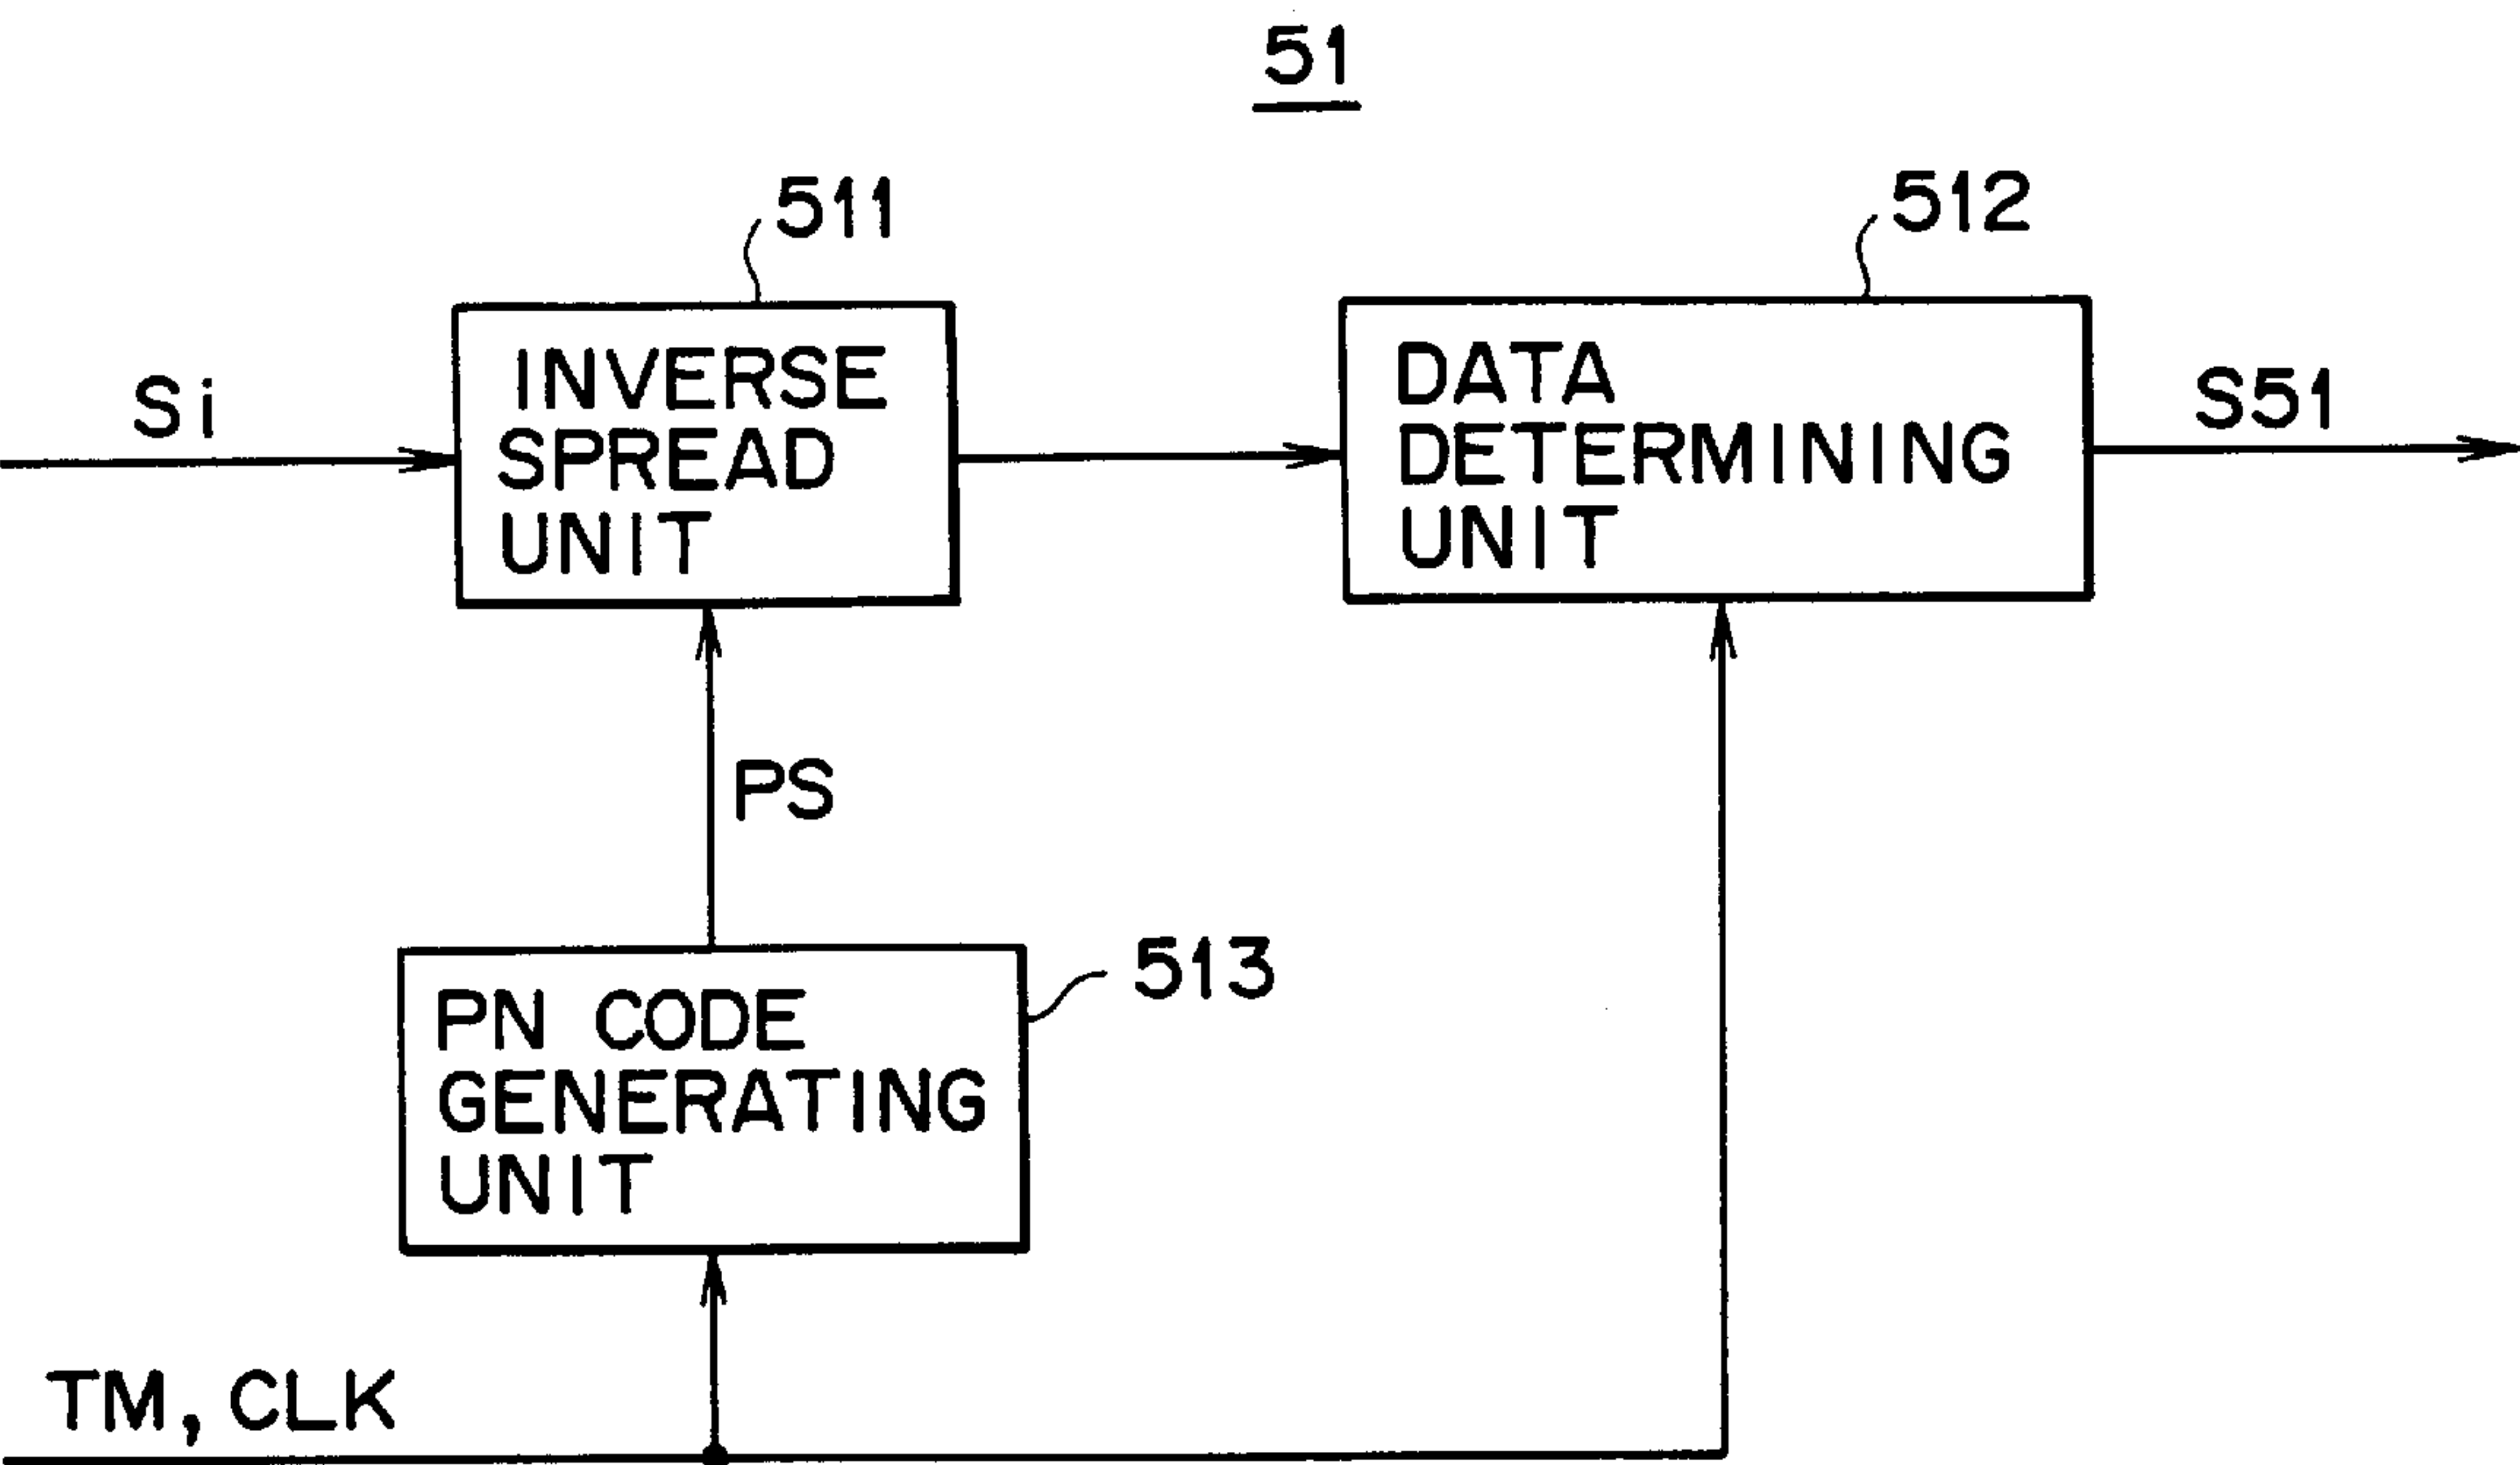 51
511
512
INVERSE
SPREAD
UNIT
DATA
DETERMINING
UNIT
Si
S51
PS
513
PN CODE
GENERATING
UNIT
TM, CLK